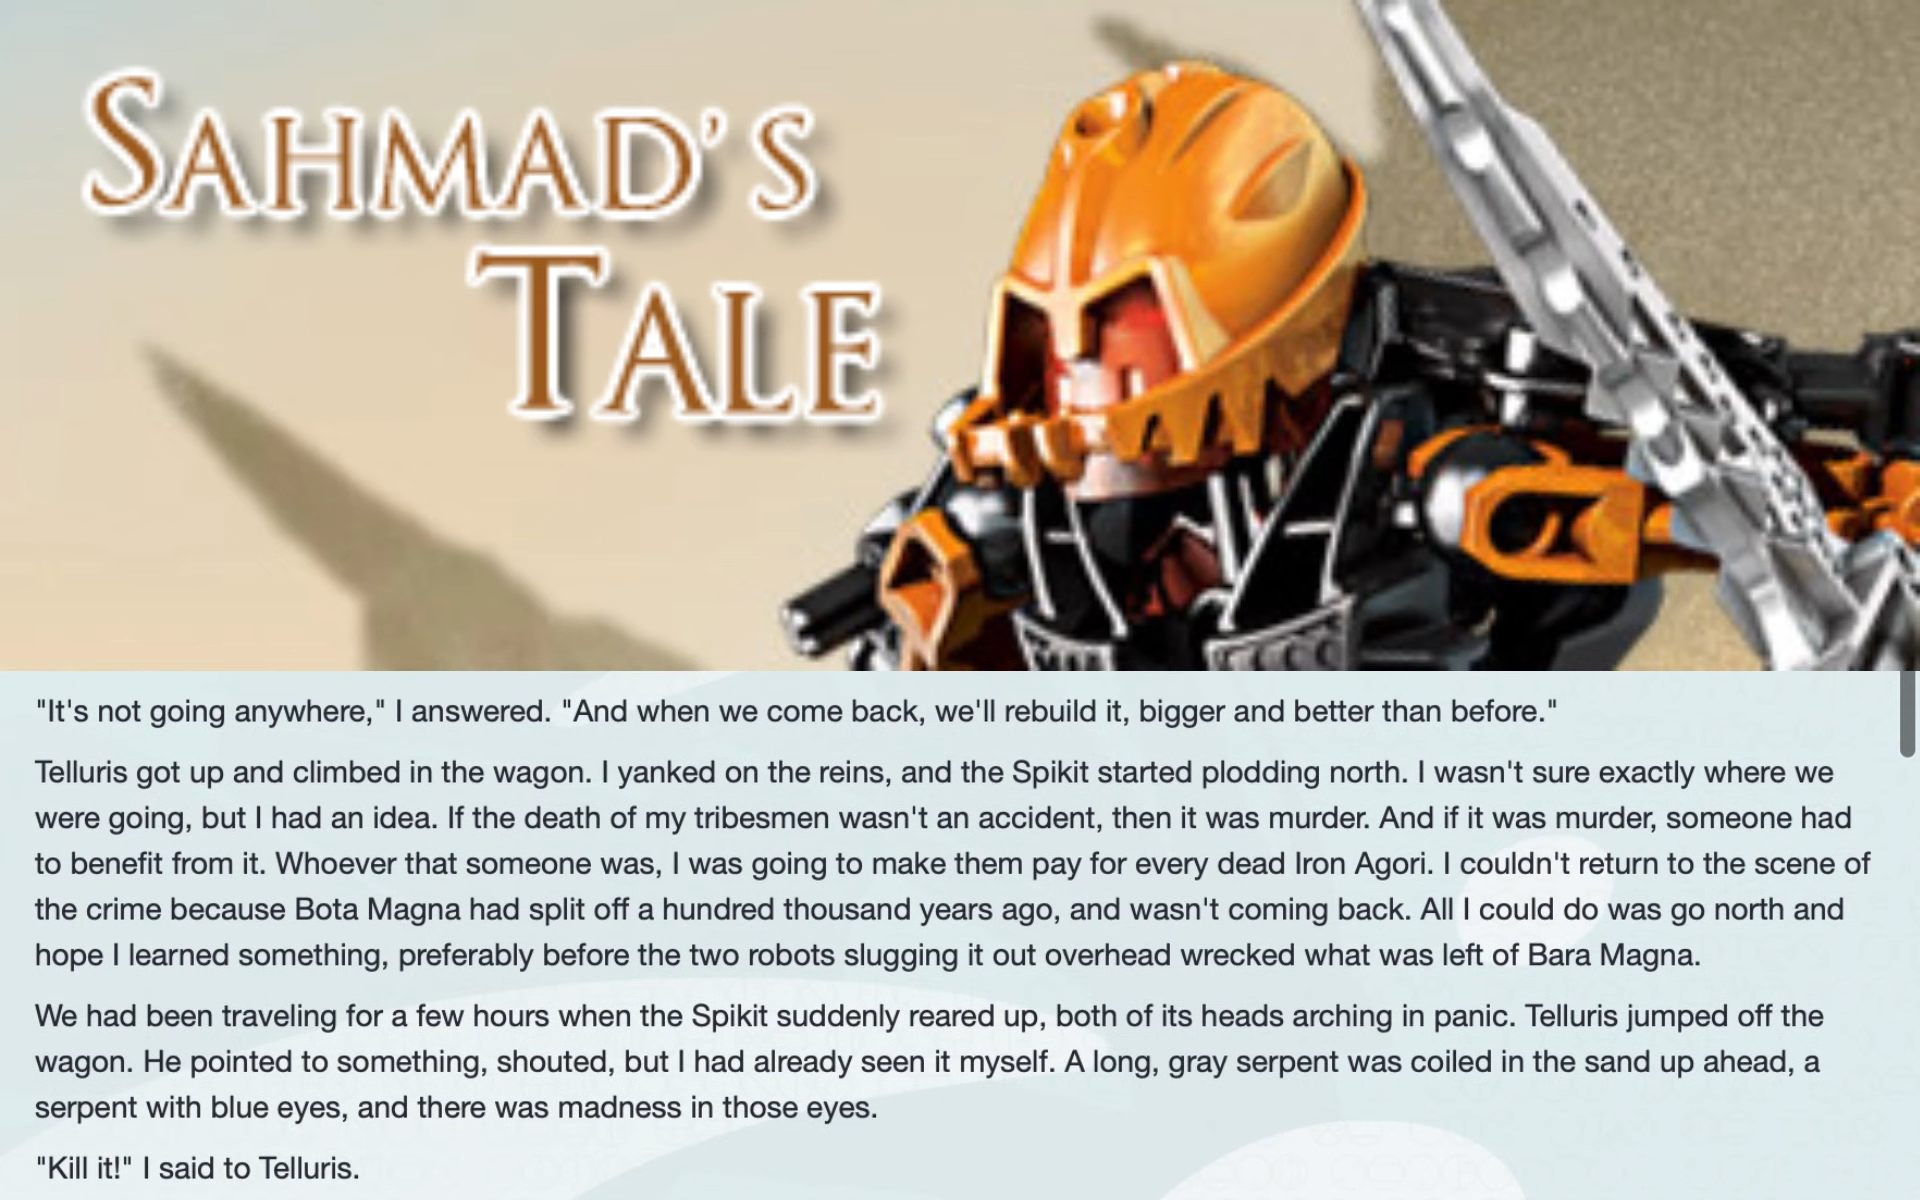 SAHMAD'S
TALE
"It's not going anywhere," I answered. "And when we come back, we'll rebuild it, bigger and better than before."
Telluris got up and climbed in the wagon. I yanked on the reins, and the Spikit started plodding north. I wasn't sure exactly where we
were going, but I had an idea. If the death of my tribesmen wasn't an accident, then it was murder. And if it was murder, someone had
to benefit from it. Whoever that someone was, I was going to make them pay for every dead Iron Agori. I couldn't return to the scene of
the crime because Bota Magna had split off a hundred thousand years ago, and wasn't coming back. All I could do was go north and
hope I learned something, preferably before the two robots slugging it out overhead wrecked what was left of Bara Magna.
We had been traveling for a few hours when the Spikit suddenly reared up, both of its heads arching in panic. Telluris jumped off the
wagon. He pointed to something, shouted, but I had already seen it myself. A long, gray serpent was coiled in the sand up ahead, a
serpent with blue eyes, and there was madness in those eyes.
"Kill it!" I said to Telluris.